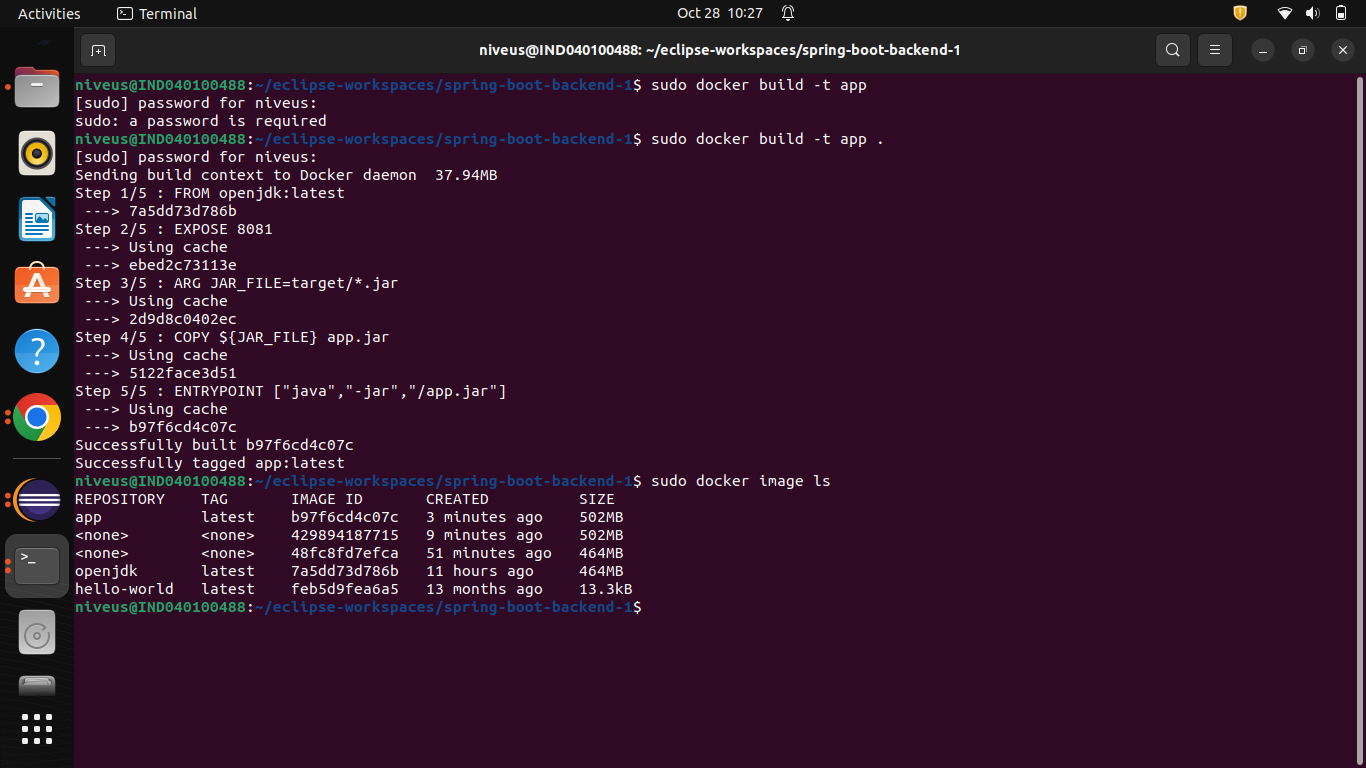 Activities
Terminal
Oct 28 10:27
niveus@IND040100488: ~/eclipse-workspaces/spring-boot-backend-1
niveus@IND040100488:~/eclipse-workspaces/spring-boot-backend-1$ sudo docker build -t app
[sudo] password for niveus:
sudo: a password is required
niveus@IND040100488:~/eclipse-workspaces/spring-boot-backend-1$ sudo docker build -t app .
[sudo] password for niveus:
Sending build context to Docker daemon  37.94MB
Step 1/5 : FROM openjdk:latest
 ---> 7a5dd73d786b
Step 2/5 : EXPOSE 8081
 ---> Using cache
 ---> ebed2c73113e
Step 3/5 : ARG JAR_FILE=target/*.jar
 ---> Using cache
 ---> 2d9d8c0402ec
Step 4/5 : COPY ${JAR_FILE} app.jar
 ---> Using cache
 ---> 5122face3d51
Step 5/5 : ENTRYPOINT ["java","-jar","/app.jar"]
 ---> Using cache
 ---> b97f6cd4c07c
Successfully built b97f6cd4c07c
Successfully tagged app:latest
niveus@IND040100488:~/eclipse-workspaces/spring-boot-backend-1$ sudo docker image ls
REPOSITORY    TAG       IMAGE ID       CREATED          SIZE
app           latest    b97f6cd4c07c   3 minutes ago    502MB
<none>        <none>    429894187715   9 minutes ago    502MB
<none>        <none>    48fc8fd7efca   51 minutes ago   464MB
openjdk       latest    7a5dd73d786b   11 hours ago     464MB
hello-world   latest    feb5d9fea6a5   13 months ago    13.3kB
niveus@IND040100488:~/eclipse-workspaces/spring-boot-backend-1$